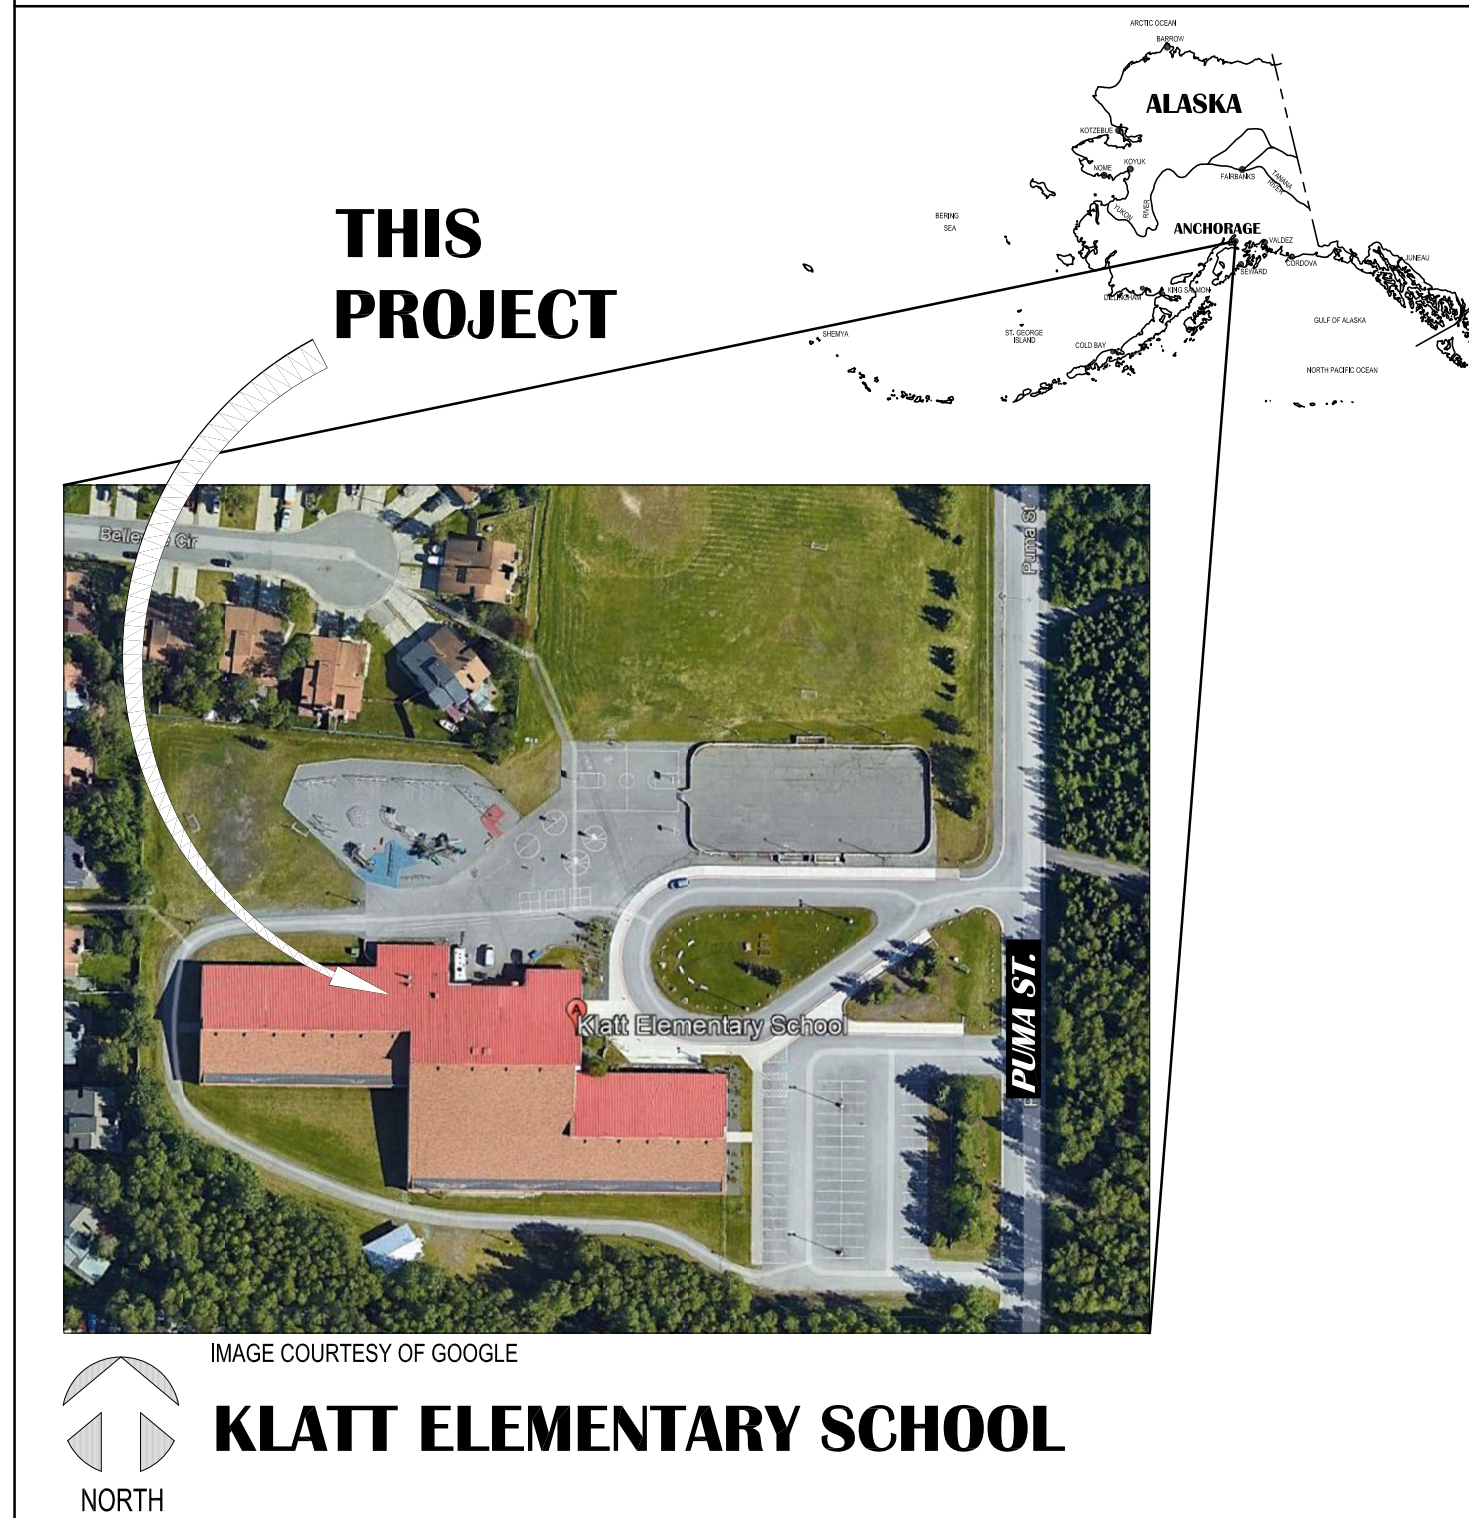 ARCTIC OCEAN
BARROW
ALASKA
KOTZEBUE
NOME
KOYUK
FAIRBANKS
TANANA
RIVER
YUKON
RIVER
BERING
SEA
ANCHORAGE
VALDEZ
CORDOVA
SEWARD
JUNEAU
DILLINGHAM
KING SALMON
GULF OF ALASKA
SHEMYA
ST. GEORGE
ISLAND
COLD BAY
NORTH PACIFIC OCEAN
THIS
PROJECT
Puma St
A
Klatt Elementary School
PUMA ST.
IMAGE COURTESY OF GOOGLE
KLATT ELEMENTARY SCHOOL
NORTH